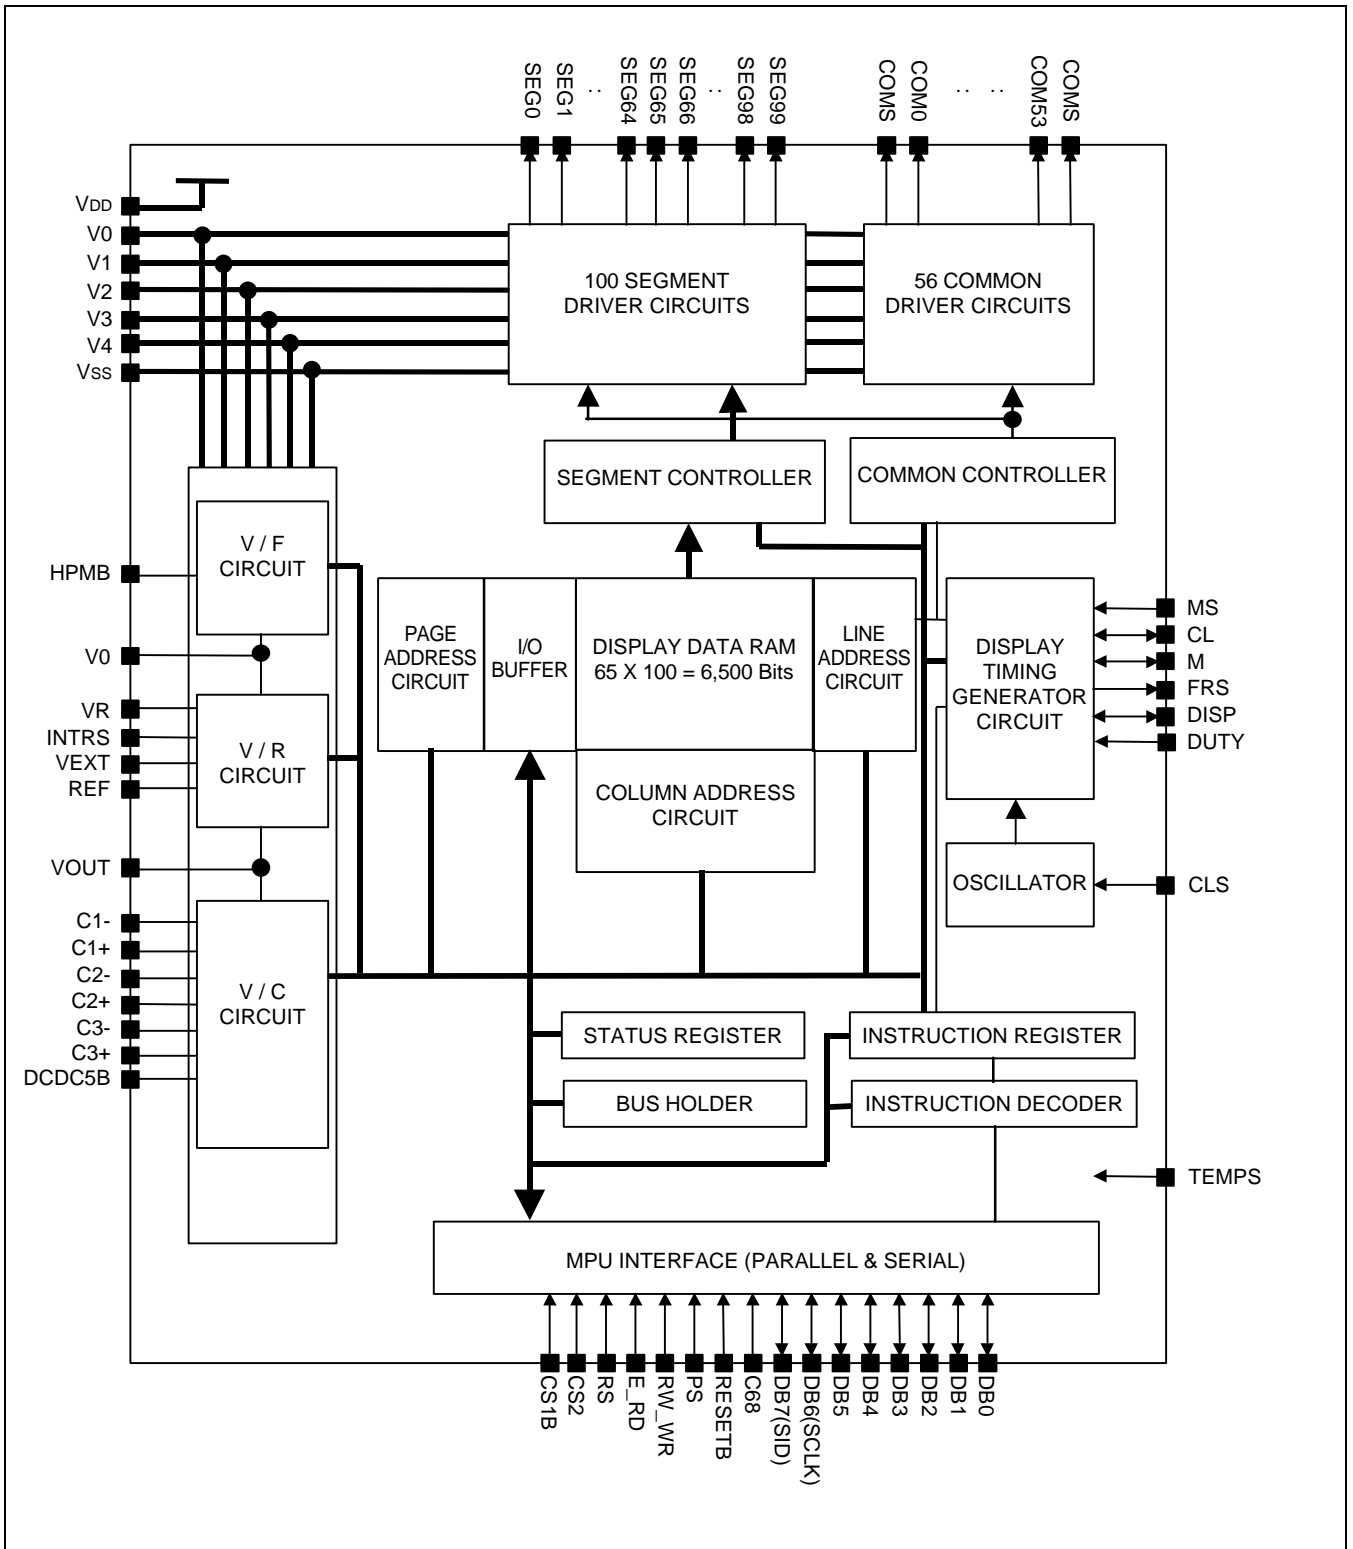 SEG0
SEG1
. .
SEG64
SEG65
SEG66
. .
SEG98
SEG99
COMS
COM0
. .
. .
COM53
COMS
VDD
V0
V1
V2
V3
V4
VSS
100 SEGMENT
DRIVER CIRCUITS
56 COMMON
DRIVER CIRCUITS
SEGMENT CONTROLLER
COMMON CONTROLLER
V / F
CIRCUIT
HPMB
V0
VR
INTRS
VEXT
REF
V / R
CIRCUIT
VOUT
C1-
C1+
C2-
C2+
C3-
C3+
DCDC5B
V / C
CIRCUIT
PAGE
ADDRESS
CIRCUIT
I/O
BUFFER
DISPLAY DATA RAM
65 X 100 = 6,500 Bits
LINE
ADDRESS
CIRCUIT
COLUMN ADDRESS
CIRCUIT
DISPLAY
TIMING
GENERATOR
CIRCUIT
MS
CL
M
FRS
DISP
DUTY
OSCILLATOR
CLS
STATUS REGISTER
INSTRUCTION REGISTER
BUS HOLDER
INSTRUCTION DECODER
TEMPS
MPU INTERFACE (PARALLEL & SERIAL)
CS1B
CS2
RS
E_RD
RW_WR
PS
RESETB
C68
DB7(SID)
DB6(SCLK)
DB5
DB4
DB3
DB2
DB1
DB0